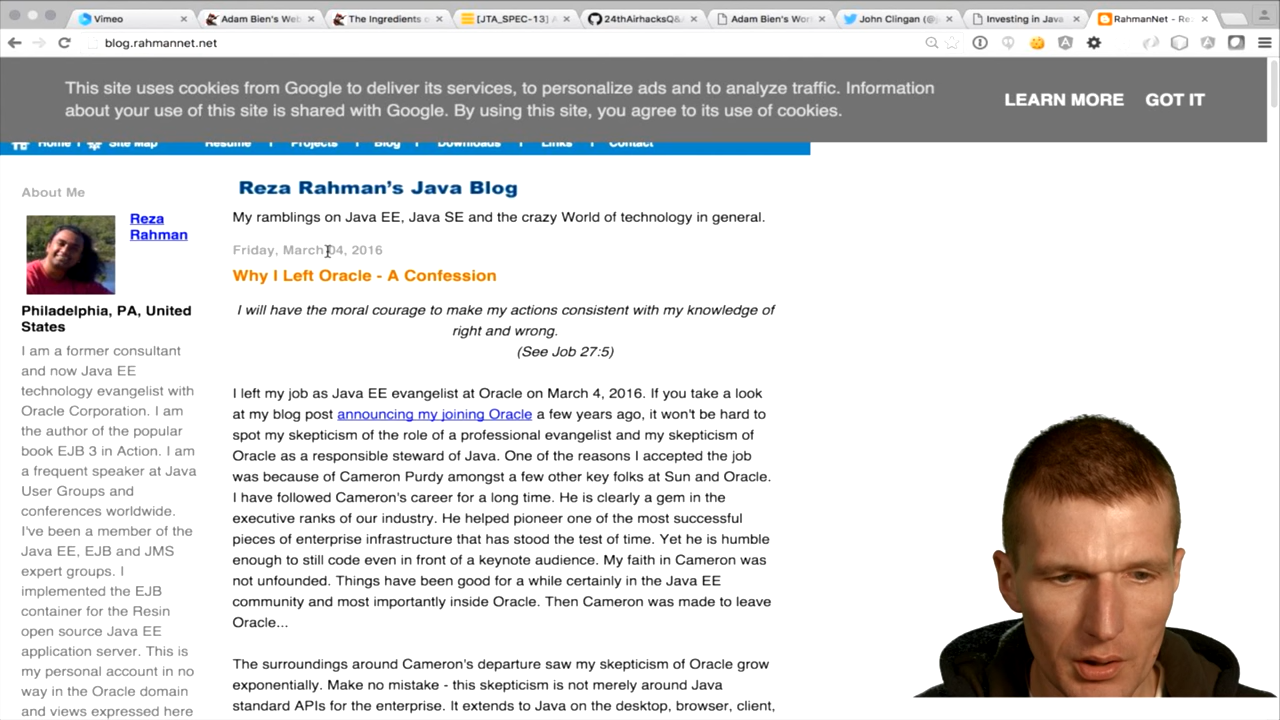 Vimeo
Adam Bien's Web
The Ingredients o
[JTA_SPEC-13] A
24thAirhacksQ&
Adam Bien's Wor
John Clingan (@
Investing in Java
RahmanNet - Re
blog.rahmannet.net
This site uses cookies from Google to deliver its services, to personalize ads and to analyze traffic. Information
about your use of this site is shared with Google. By using this site, you agree to its use of cookies.
LEARN MORE
GOT IT
Home | Site Map
Resume | Projects | Blog | Downloads | Links | Contact
About Me
Reza
Rahman
Philadelphia, PA, United
States
I am a former consultant
and now Java EE
technology evangelist with
Oracle Corporation. I am
the author of the popular
book EJB 3 in Action. I am
a frequent speaker at Java
User Groups and
conferences worldwide.
I've been a member of the
Java EE, EJB and JMS
expert groups. I
implemented the EJB
container for the Resin
open source Java EE
application server. This is
my personal account in no
way in the Oracle domain
and views expressed here
Reza Rahman's Java Blog
My ramblings on Java EE, Java SE and the crazy World of technology in general.
Friday, March 04, 2016
Why I Left Oracle - A Confession
I will have the moral courage to make my actions consistent with my knowledge of
right and wrong.
(See Job 27:5)
I left my job as Java EE evangelist at Oracle on March 4, 2016. If you take a look
at my blog post announcing my joining Oracle a few years ago, it won't be hard to
spot my skepticism of the role of a professional evangelist and my skepticism of
Oracle as a responsible steward of Java. One of the reasons I accepted the job
was because of Cameron Purdy amongst a few other key folks at Sun and Oracle.
I have followed Cameron's career for a long time. He is clearly a gem in the
executive ranks of our industry. He helped pioneer one of the most successful
pieces of enterprise infrastructure that has stood the test of time. Yet he is humble
enough to still code even in front of a keynote audience. My faith in Cameron was
not unfounded. Things have been good for a while certainly in the Java EE
community and most importantly inside Oracle. Then Cameron was made to leave
Oracle...
The surroundings around Cameron's departure saw my skepticism of Oracle grow
exponentially. Make no mistake - this skepticism is not merely around Java
standard APIs for the enterprise. It extends to Java on the desktop, browser, client,